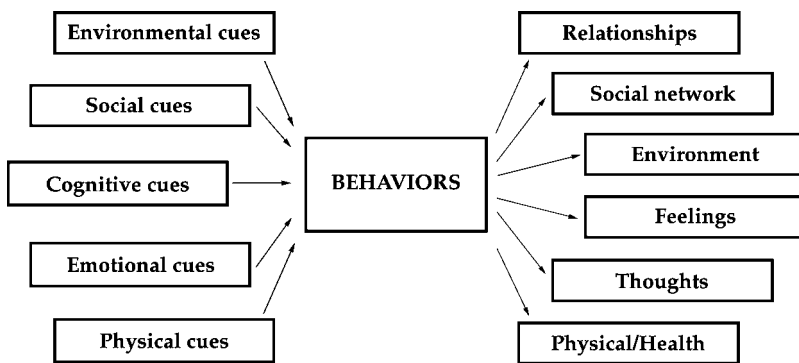 Environmental cues
Social cues
Cognitive cues
Emotional cues
Physical cues
BEHAVIORS
Relationships
Social network
Environment
Feelings
Thoughts
Physical/Health